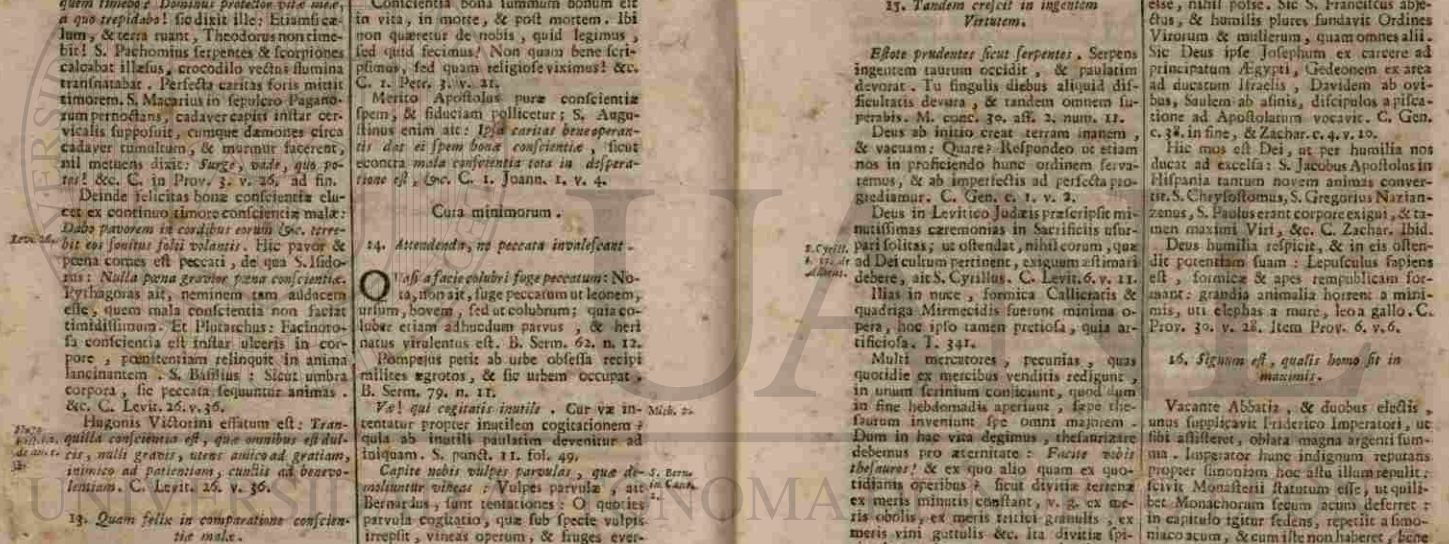 quem timebo? Dominus protector vitæ meæ,
a quo trepidabo! sic dixit ille: Etiamsi cæ-
lum, & terra ruant, Theodorus non time-
bit! S. Pachomius serpentes & scorpiones
calcabat illæsus, crocodilo vectus flumina
transnatabat. Perfecta caritas foris mittit
timorem. S. Macarius in sepulcro Pagano-
rum pernoctans, cadaver capiti instar cer-
vicalis supposuit, cumque dæmones circa
cadaver tumultum, & murmur facerent,
nil metuens dixit: Surge, vade, quo po-
tes! &c. C. in Prov. 3. v. 26. ad fin.
Deinde felicitas bonæ conscientiæ elu-
cet ex continuo timore conscientiæ malæ:
Dabo pavorem in cordibus eorum &c. terre-
bit eos sonitus folii volantis. Hic pavor &
pœna comes est peccati, de qua S. Isido-
rus: Nulla pœna gravior pœna conscientiæ.
Pythagoras ait, neminem tam audacem
esse, quem mala conscientia non faciat
timidissimum. Et Plutarchus: Facinoro-
sa conscientia est instar ulceris in cor-
pore, pœnitentiam relinquit in anima
lancinantem. S. Basilius: Sicut umbra
corpora, sic peccata sequuntur animas.
&c. C. Levit. 26. v. 36.
Hugonis Victorini effatum est: Tran-
quilla conscientia est, quæ omnibus est dul-
cis, nulli gravis, utens amico ad gratiam,
inimico ad patientiam, cunctis ad benevo-
lentiam. C. Levit. 26. v. 36.
13. Quam felix in comparatione conscien-
tiæ malæ.
Levi. 26.
Conscientia bona summum bonum est
in vita, in morte, & post mortem. Ibi
non quæretur de nobis, quid legimus,
sed quid fecimus! Non quam bene scri-
psimus, sed quam religiose viximus! &c.
C. 1. Petr. 3. v. 21.
Merito Apostolus puræ conscientiæ
spem, & fiduciam pollicetur; S. Augu-
stinus enim ait: Ipsa caritas bene operan-
tis dat ei spem bonæ conscientiæ, sicut
econtra mala conscientia tota in despera-
tione est, &c. C. 1. Joann. 1. v. 4.
Cura minimorum.
14. Attendenda, ne peccata invalescant.
QUasi a facie colubri fuge peccatum: No-
ta, non ait, fuge peccatum ut leonem,
ursum, bovem, sed ut colubrum; quia co-
luber etiam adhucdum parvus, & heri
natus virulentus est. B. Serm. 62. n. 12.
Pompejus petit ab urbe obsessa recipi
milites ægrotos, & sic urbem occupat.
B. Serm. 79. n. 11.
Væ! qui cogitatis inutile. Cur væ in-
tentatur propter inutilem cogitationem?
quia ab inutili paulatim devenitur ad
iniquam. S. punct. 11. fol. 49.
Capite nobis vulpes parvulas, quæ de-
moliuntur vineas: Vulpes parvulæ, ait
Bernardus, sunt tentationes: O quoties
parvula cogitatio, quæ sub specie vulpis
irrepsit, vineas operum, & fruges ever-
Mich. 2.
S. Bern.
in Cant.
15. Tandem crescit in ingentem
Virtutem.
Estote prudentes sicut serpentes. Serpens
ingentem taurum occidit, & paulatim
devorat. Tu singulis diebus aliquid dif-
ficultatis devora, & tandem omnem su-
perabis. M. conc. 30. ass. 2. num. 11.
Deus ab initio creat terram inanem,
& vacuam: Quare? Respondeo ut etiam
nos in proficiendo hunc ordinem serva-
remus, & ab imperfectis ad perfecta pro-
grediamur. C. Gen. c. 1. v. 2.
Deus in Levitico Judæis præscripsit mi-
nutissimas cæremonias in Sacrificiis usur-
pari solitas; ut ostendat, nihil eorum, quæ
ad Dei cultum pertinent, exiguum æstimari
debere, ait S. Cyrillus. C. Levit. 6. v. 11.
Ilias in nuce, formica Callicratis &
quadriga Mirmecidis fuerunt minima o-
pera, hoc ipso tamen pretiosa, quia ar-
tificiosa. T. 341.
Multi mercatores, pecunias, quas
quotidie ex mercibus venditis redigunt,
in unum scrinium conjiciunt, quod dum
in fine hebdomadis aperiunt, sæpe the-
saurum inveniunt spe omni majorem.
Dum in hac vita degimus, thesaurizare
debemus pro æternitate: Facite vobis
thesauros! & ex quo alio quam ex quo-
tidianis operibus? sicut divitiæ terrenæ
ex meris minutis constant, v. g. ex me-
ris obolis, ex meris tritici granulis, ex
meris vini guttulis &c. Ita divitiæ spi-
S. Cyrill.
esse, nihil posse. Sic S. Franciscus abje-
ctus, & humilis plures fundavit Ordines
Virorum & mulierum, quam omnes alii.
Sic Deus ipse Josephum ex carcere ad
principatum Ægypti, Gedeonem ex area
ad ducatum Israelis, Davidem ab ovi-
bus, Saulem ab asinis, discipulos a pisca-
tione ad Apostolatum vocavit. C. Gen.
c. 38. in fine, & Zachar. c. 4. v. 10.
Hic mos est Dei, ut per humilia nos
ducat ad excelsa: S. Jacobus Apostolus in
Hispania tantum novem animas conver-
tit. S. Chrysostomus, S. Gregorius Nazian-
zenus, S. Paulus erant corpore exigui, & ta-
men maximi Viri, &c. C. Zachar. Ibid.
Deus humilia respicit, & in eis osten-
dit potentiam suam: Lepusculus sapiens
est, formicæ & apes rempublicam for-
mant: grandia animalia horrent a mini-
mis, uti elephas a mure, leo a gallo. C.
Prov. 30. v. 28. Item Prov. 6. v. 6.
16. Signum est, qualis homo sit in
maximis.
Vacante Abbatia, & duobus electis,
unus supplicavit Friderico Imperatori, ut
sibi assisteret, oblata magna argenti sum-
ma. Imperator hunc indignum reputans
propter simoniam hoc astu illum repulit:
scivit Monasterii statutum esse, ut quili-
bet Monachorum secum acum deferret:
in capitulo igitur sedens, repetiit a simo-
niaco acum, & cum iste non haberet, bene
UANL